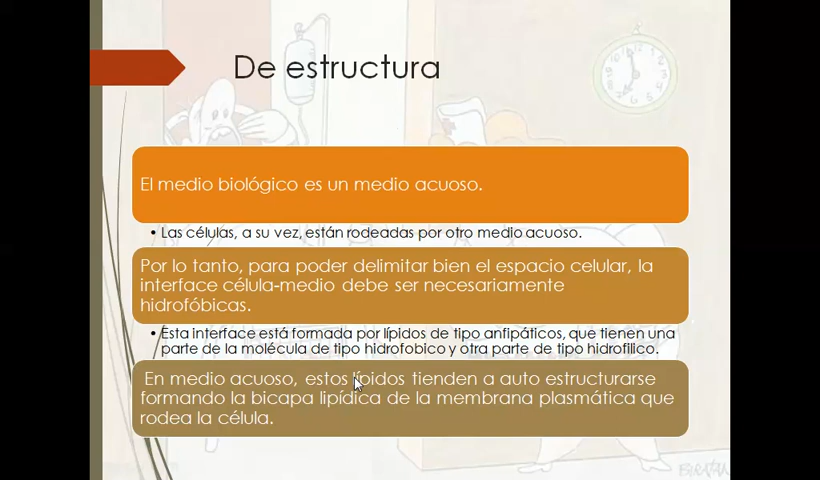 De estructura
El medio biológico es un medio acuoso.
• Las células, a su vez, están rodeadas por otro medio acuoso.
Por lo tanto, para poder delimitar bien el espacio celular, la
interface célula-medio debe ser necesariamente
hidrofóbicas.
• Esta interface está formada por lípidos de tipo anfipáticos, que tienen una
parte de la molécula de tipo hidrofobico y otra parte de tipo hidrofilico.
En medio acuoso, estos lípidos tienden a auto estructurarse
formando la bicapa lipídica de la membrana plasmática que
rodea la célula.